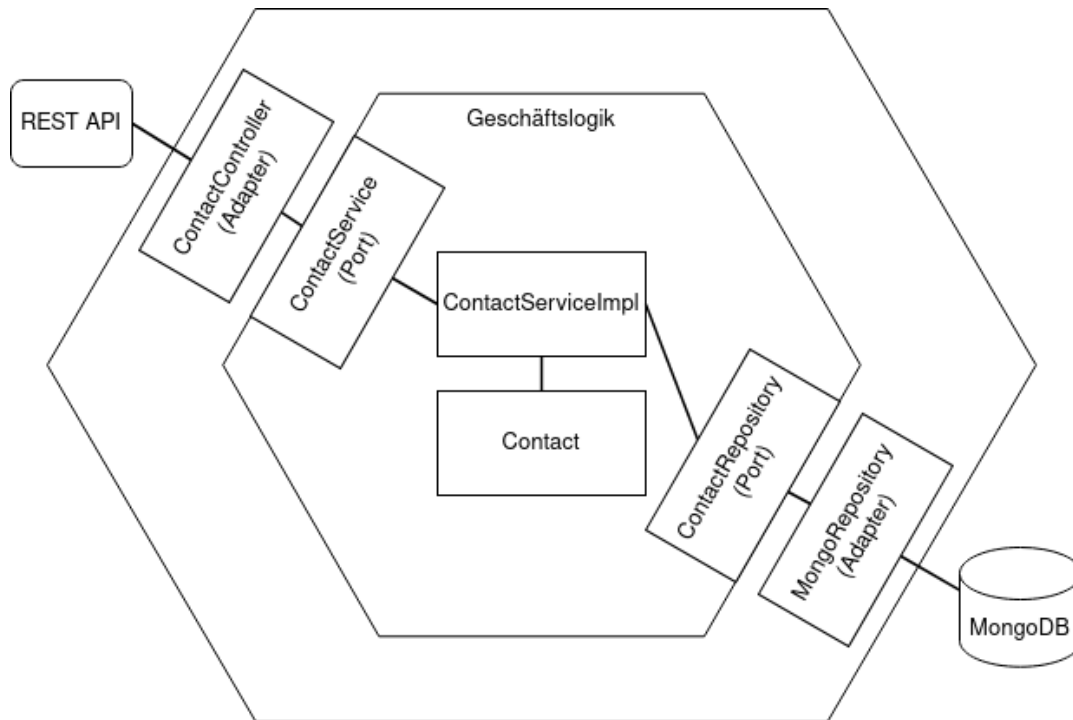 REST API
ContactController
(Adapter)
ContactService
(Port)
Geschäftslogik
ContactServiceImpl
Contact
ContactRepository
(Port)
MongoRepository
(Adapter)
MongoDB